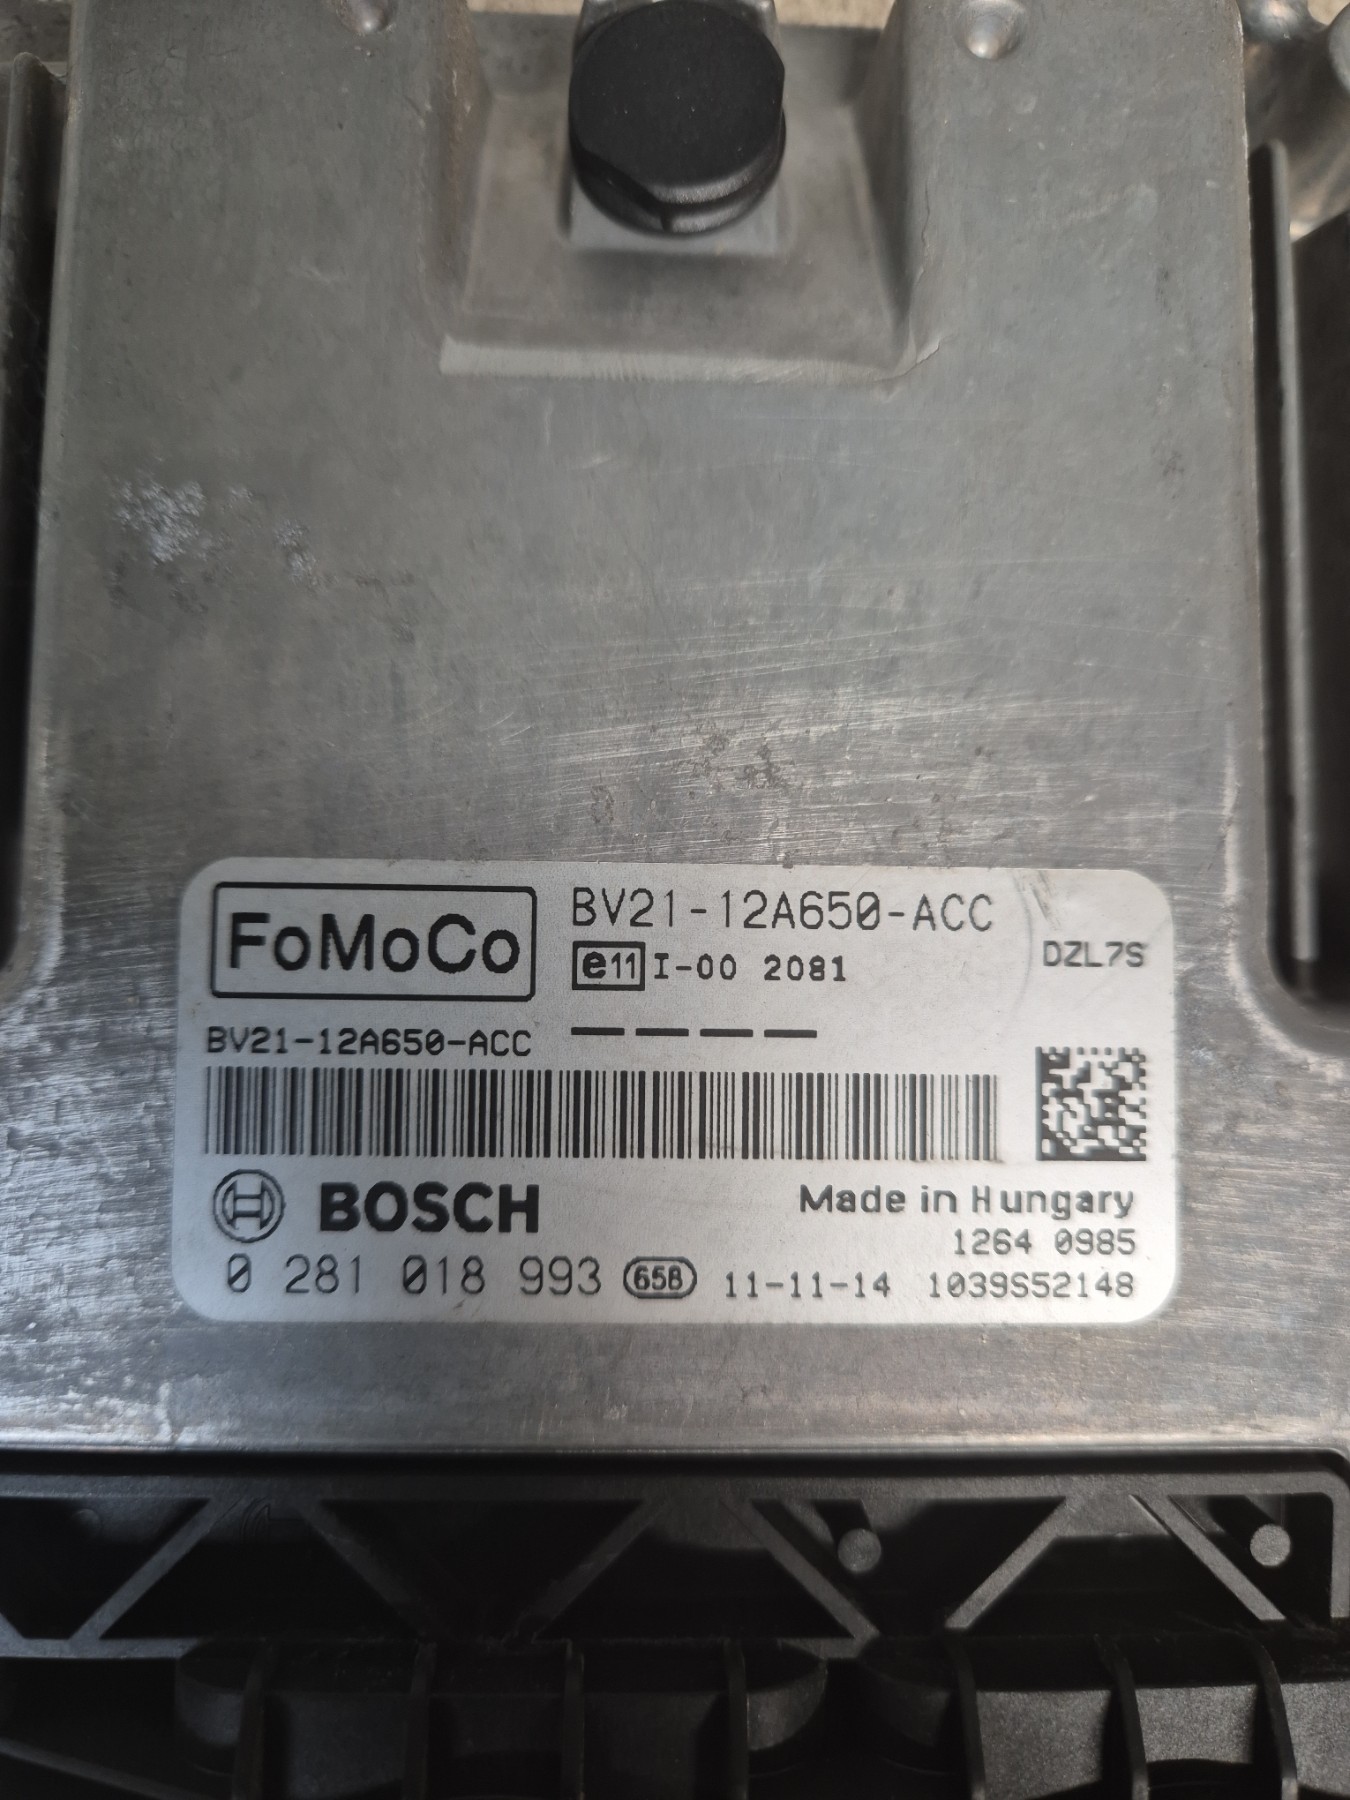 FoMoCo
BV21-12A650-ACC
e11 I-00 2081
DZL7S
BV21-12A650-ACC
BOSCH
Made in Hungary
1264 0985
0 281 018 993 65B 11-11-14 1039S52148